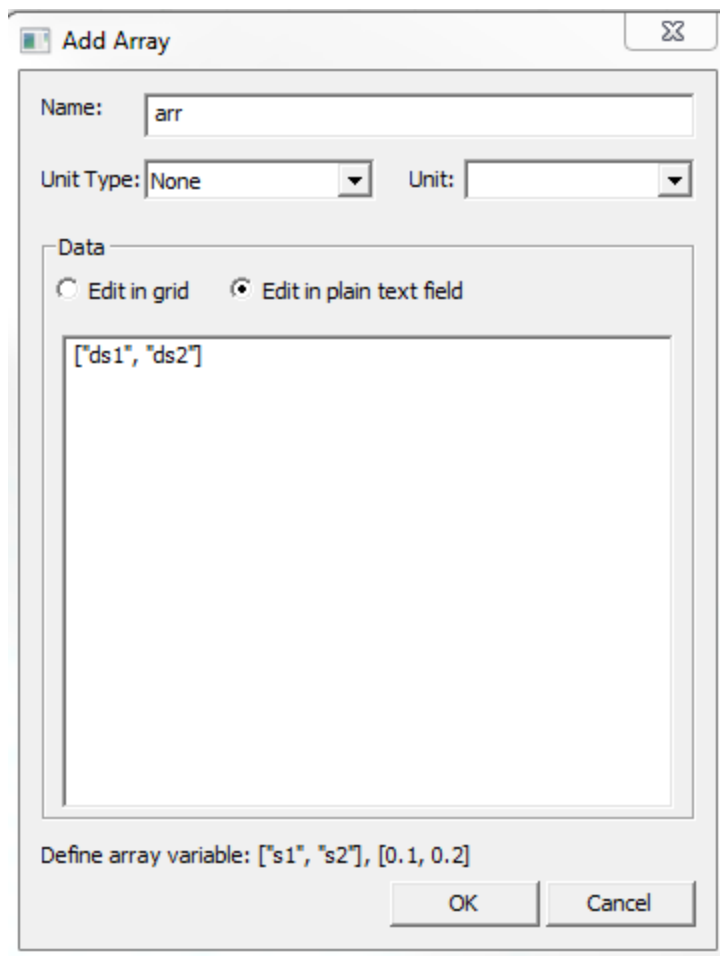 Add Array
Name: arr
Unit Type: None Unit:
Data
Edit in grid Edit in plain text field
["ds1", "ds2"]
Define array variable: ["s1", "s2"], [0.1, 0.2]
OK Cancel